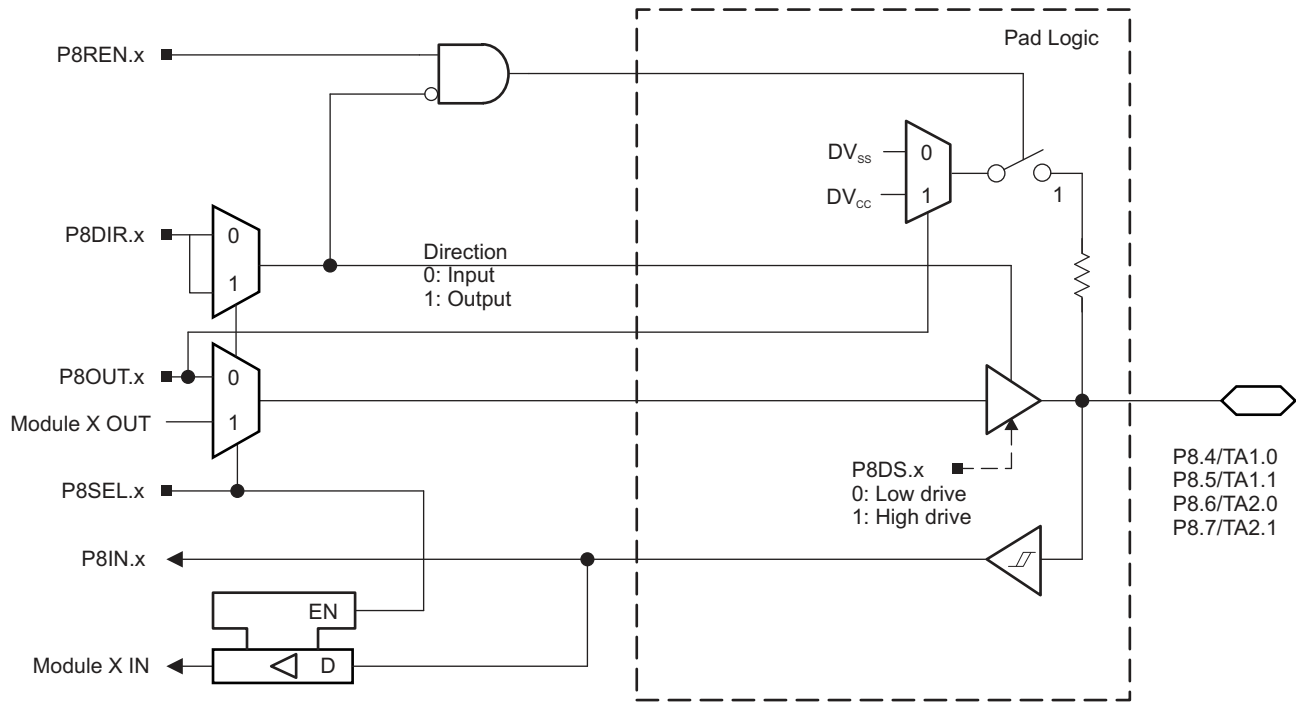 Pad Logic
P8REN.x
DVSS
0
DVCC
1
1
P8DIR.x
0
1
Direction
0: Input
1: Output
P8OUT.x
0
Module X OUT
1
P8DS.x
0: Low drive
1: High drive
P8SEL.x
P8.4/TA1.0
P8.5/TA1.1
P8.6/TA2.0
P8.7/TA2.1
P8IN.x
EN
Module X IN
D